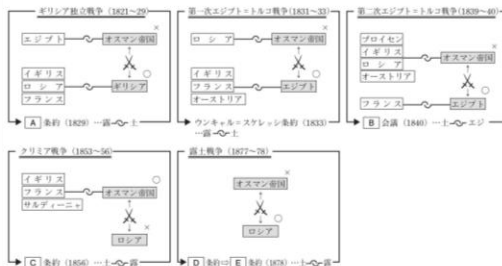 ギリシア独立戦争（1821～29）
エジプト
オスマン帝国
×
イギリス
ロシア
フランス
ギリシア
○
A 条約（1829）…露 土
第一次エジプト＝トルコ戦争（1831～33）
ロシア
オスマン帝国
×
イギリス
フランス
オーストリア
エジプト
○
ウンキャル＝スケレッシ条約（1833）
…露 土
第二次エジプト＝トルコ戦争（1839～40）
プロイセン
イギリス
ロシア
オーストリア
オスマン帝国
○
フランス
エジプト
×
B 会議（1840）…土 エジ
クリミア戦争（1853～56）
イギリス
フランス
サルディーニャ
オスマン帝国
○
ロシア
×
C 条約（1856）…土 露
露土戦争（1877～78）
オスマン帝国
×
ロシア
○
D 条約⇨ E 条約（1878）…土 露